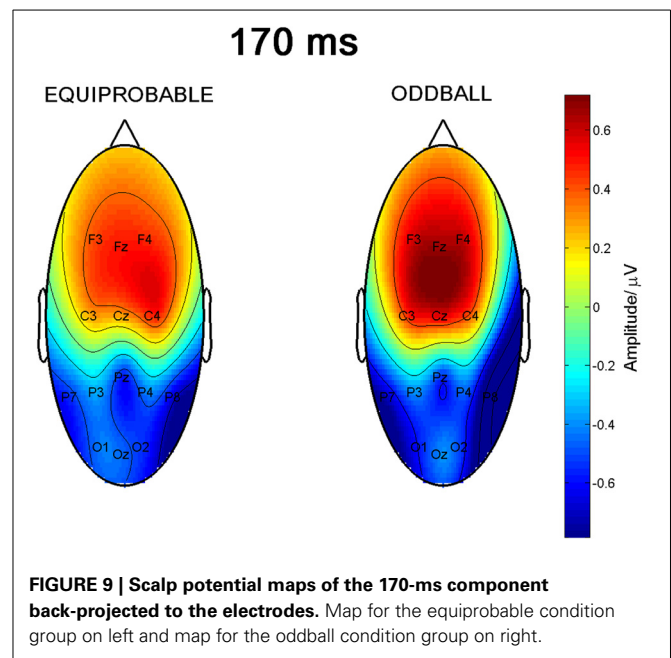 170 ms
EQUIPROBABLE
ODDBALL
F3 Fz F4
C3 Cz C4
P7 P3 Pz P4 P8
O1 Oz O2
F3 Fz F4
C3 Cz C4
P7 P3 Pz P4 P8
O1 Oz O2
0.6
0.4
0.2
0
-0.2
-0.4
-0.6
Amplitude/ μV
FIGURE 9 | Scalp potential maps of the 170-ms component
back-projected to the electrodes. Map for the equiprobable condition
group on left and map for the oddball condition group on right.